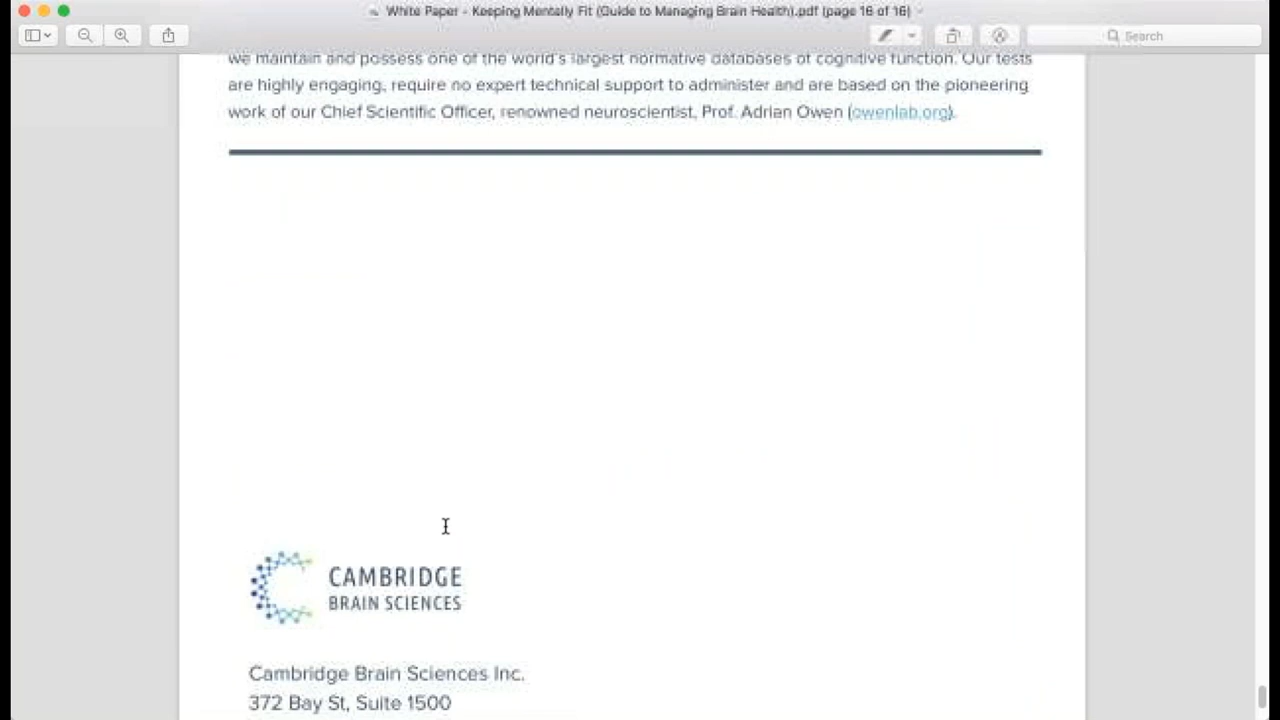 White Paper - Keeping Mentally Fit (Guide to Managing Brain Health).pdf (page 16 of 16)
Search
we maintain and possess one of the world's largest normative databases of cognitive function. Our tests
are highly engaging, require no expert technical support to administer and are based on the pioneering
work of our Chief Scientific Officer, renowned neuroscientist, Prof. Adrian Owen (owenlab.org).
CAMBRIDGE
BRAIN SCIENCES
Cambridge Brain Sciences Inc.
372 Bay St, Suite 1500